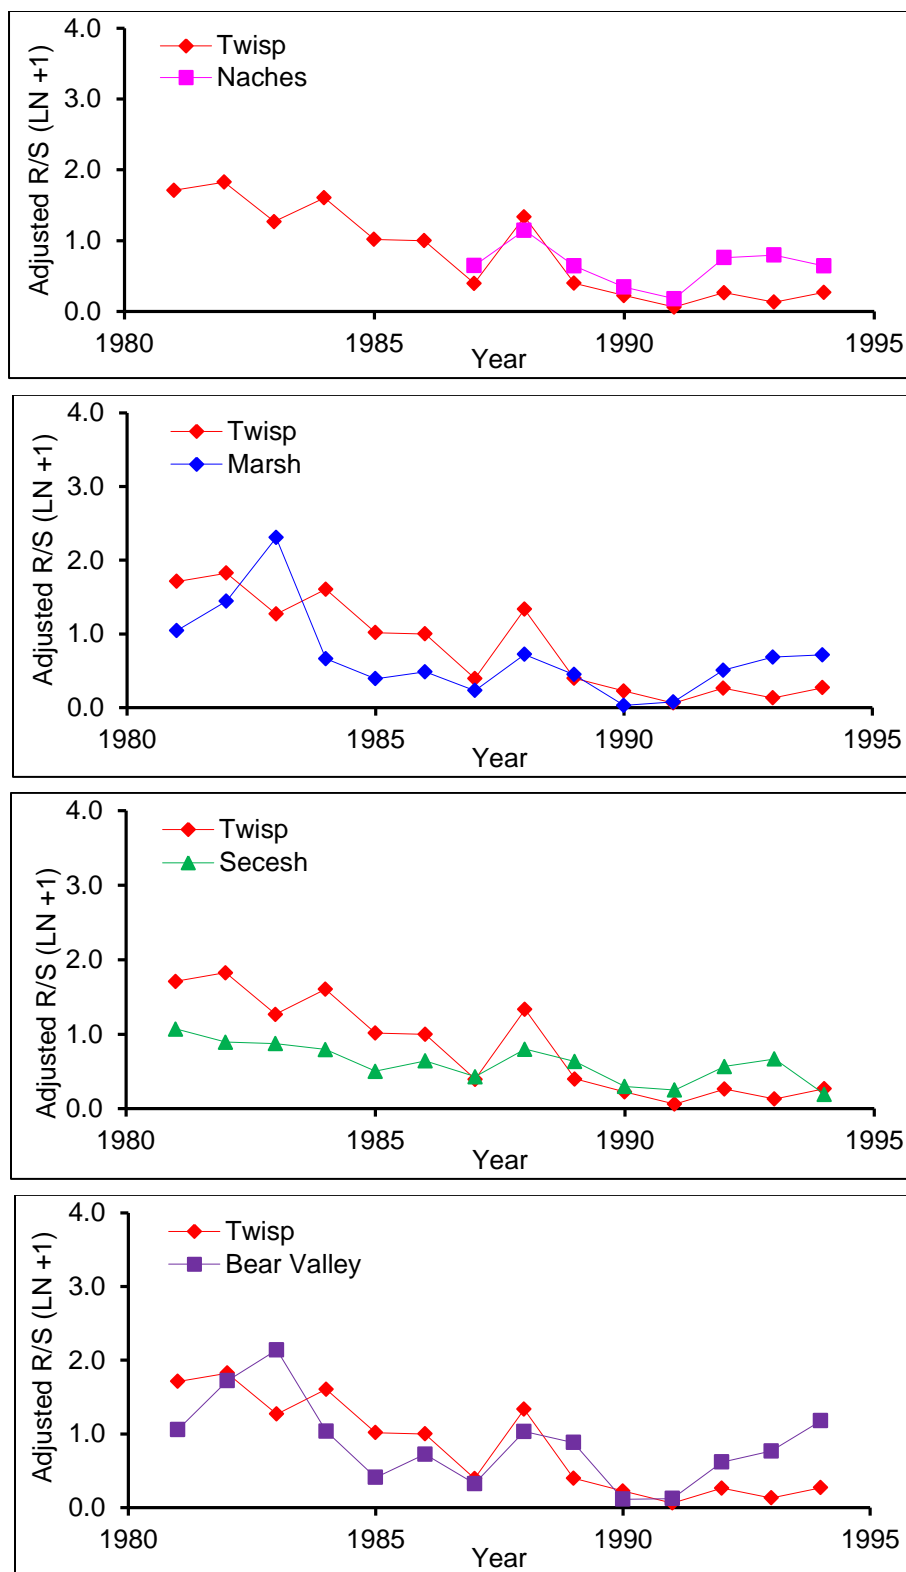 4.0
3.0
2.0
1.0
0.0
Adjusted R/S (LN +1)
Twisp
Naches
1980
1985
1990
1995
Year
4.0
3.0
2.0
1.0
0.0
Adjusted R/S (LN +1)
Twisp
Marsh
1980
1985
1990
1995
Year
4.0
3.0
2.0
1.0
0.0
Adjusted R/S (LN +1)
Twisp
Secesh
1980
1985
1990
1995
Year
4.0
3.0
2.0
1.0
0.0
Adjusted R/S (LN +1)
Twisp
Bear Valley
1980
1985
1990
1995
Year